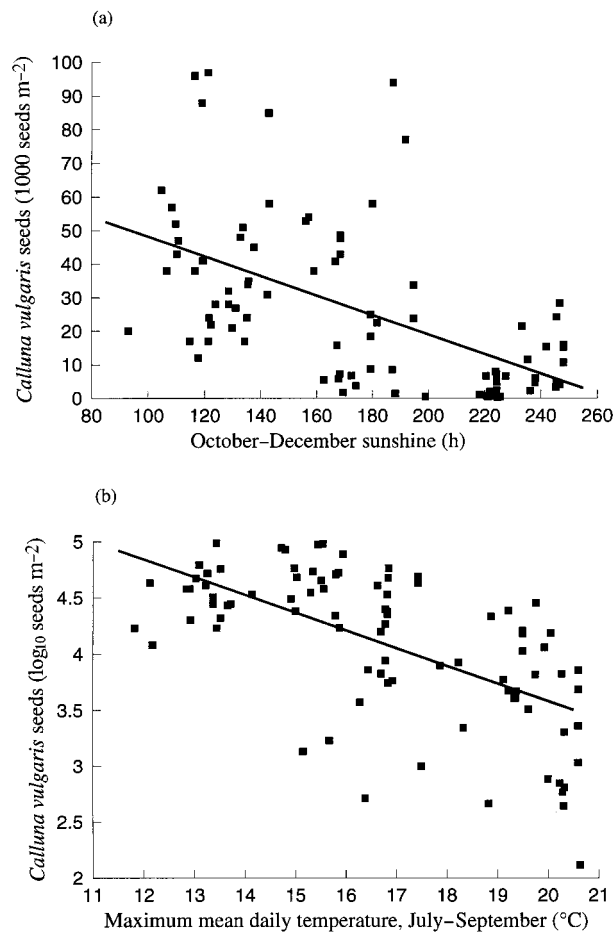 (a)
Calluna vulgaris seeds (1000 seeds m−2)
100
90
80
70
60
50
40
30
20
10
0
80 100 120 140 160 180 200 220 240 260
October–December sunshine (h)
(b)
Calluna vulgaris seeds (log10 seeds m−2)
5
4.5
4
3.5
3
2.5
2
11 12 13 14 15 16 17 18 19 20 21
Maximum mean daily temperature, July–September (°C)